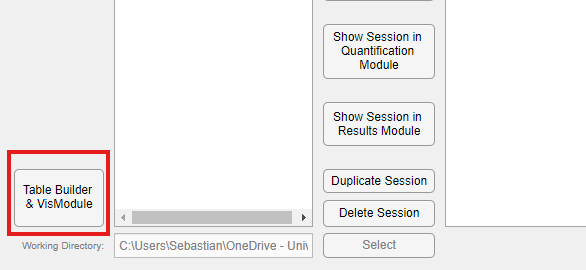 Show Session in
Quantification
Module
Show Session in
Results Module
Table Builder
& VisModule
Duplicate Session
Delete Session
Working Directory:
C:\Users\Sebastian\OneDrive - Univ
Select